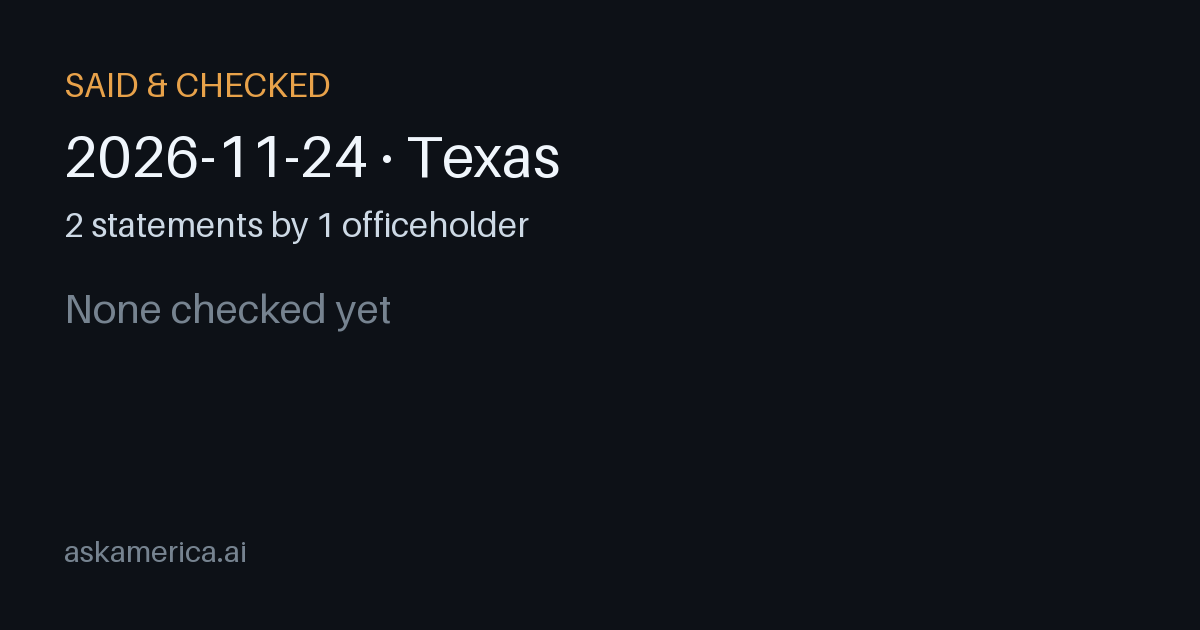 SAID & CHECKED
2026-11-24 · Texas
2 statements by 1 officeholder
None checked yet
askamerica.ai